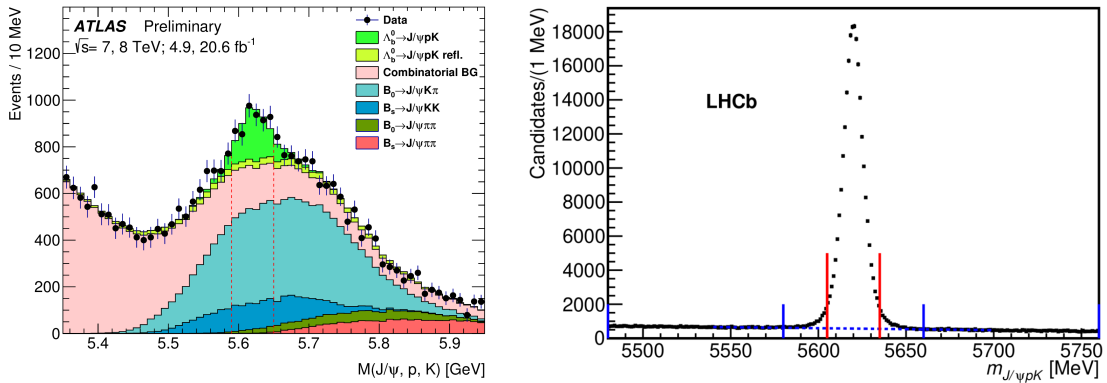 ATLAS Preliminary
√s= 7, 8 TeV; 4.9, 20.6 fb⁻¹
Data
Λ⁰b→J/ψpK
Λ⁰b→J/ψpK refl.
Combinatorial BG
B₀→J/ψKπ
Bₛ→J/ψKK
B₀→J/ψππ
Bₛ→J/ψππ
Events / 10 MeV
1200
1000
800
600
400
200
0
5.4 5.5 5.6 5.7 5.8 5.9
M(J/ψ, p, K) [GeV]
LHCb
Candidates/(1 MeV)
18000
16000
14000
12000
10000
8000
6000
4000
2000
0
5500 5550 5600 5650 5700 5750
m J/ψpK [MeV]